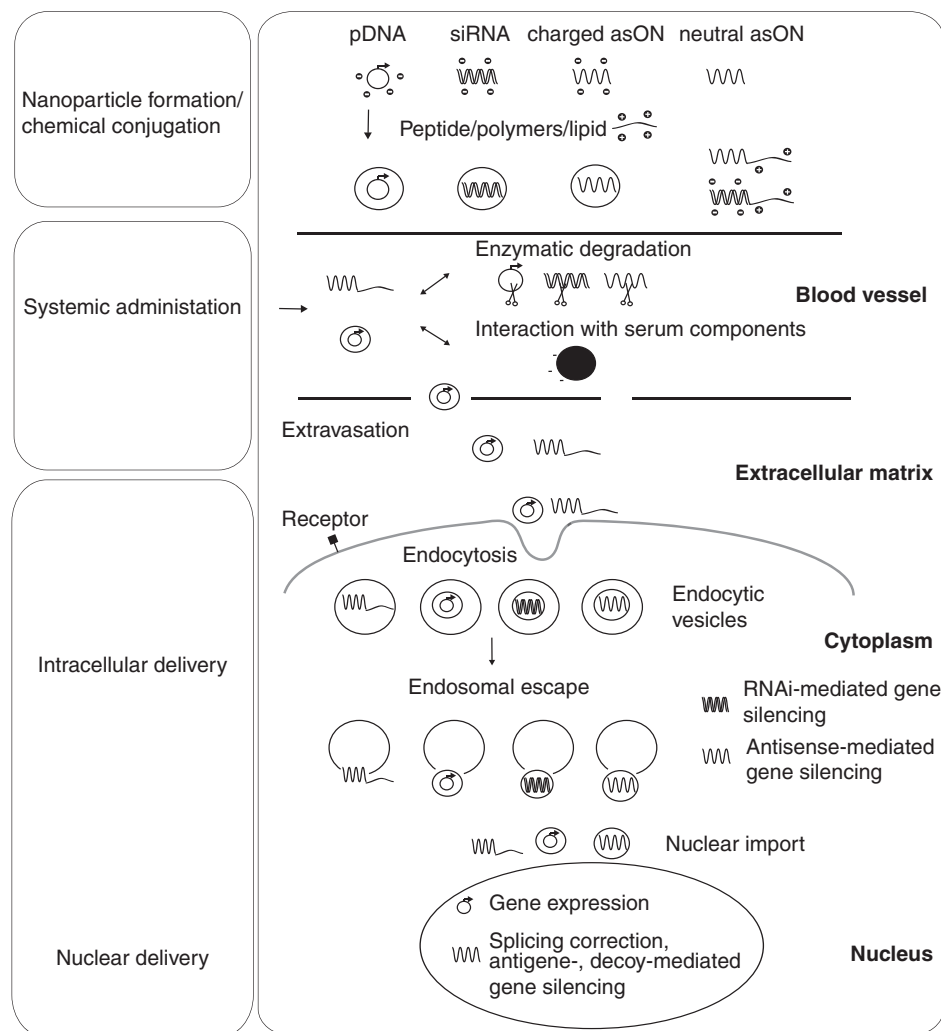 pDNA siRNA charged asON neutral asON
Nanoparticle formation/
chemical conjugation
Peptide/polymers/lipid
Enzymatic degradation
Systemic administation
Blood vessel
Interaction with serum components
Extravasation
Extracellular matrix
Receptor
Endocytosis
Endocytic
vesicles
Cytoplasm
Intracellular delivery
Endosomal escape
RNAi-mediated gene
silencing
Antisense-mediated
gene silencing
Nuclear import
Gene expression
Splicing correction,
antigene-, decoy-mediated
gene silencing
Nuclear delivery
Nucleus